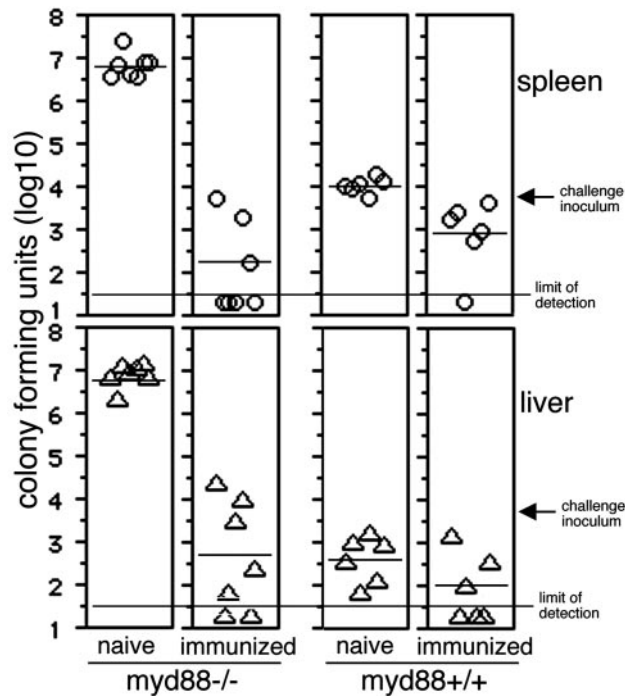 colony forming units (log10)
8
7
6
5
4
3
2
1
spleen
challenge
inoculum
limit of
detection
8
7
6
5
4
3
2
1
liver
challenge
inoculum
limit of
detection
naive immunized naive immunized
myd88-/- myd88+/+